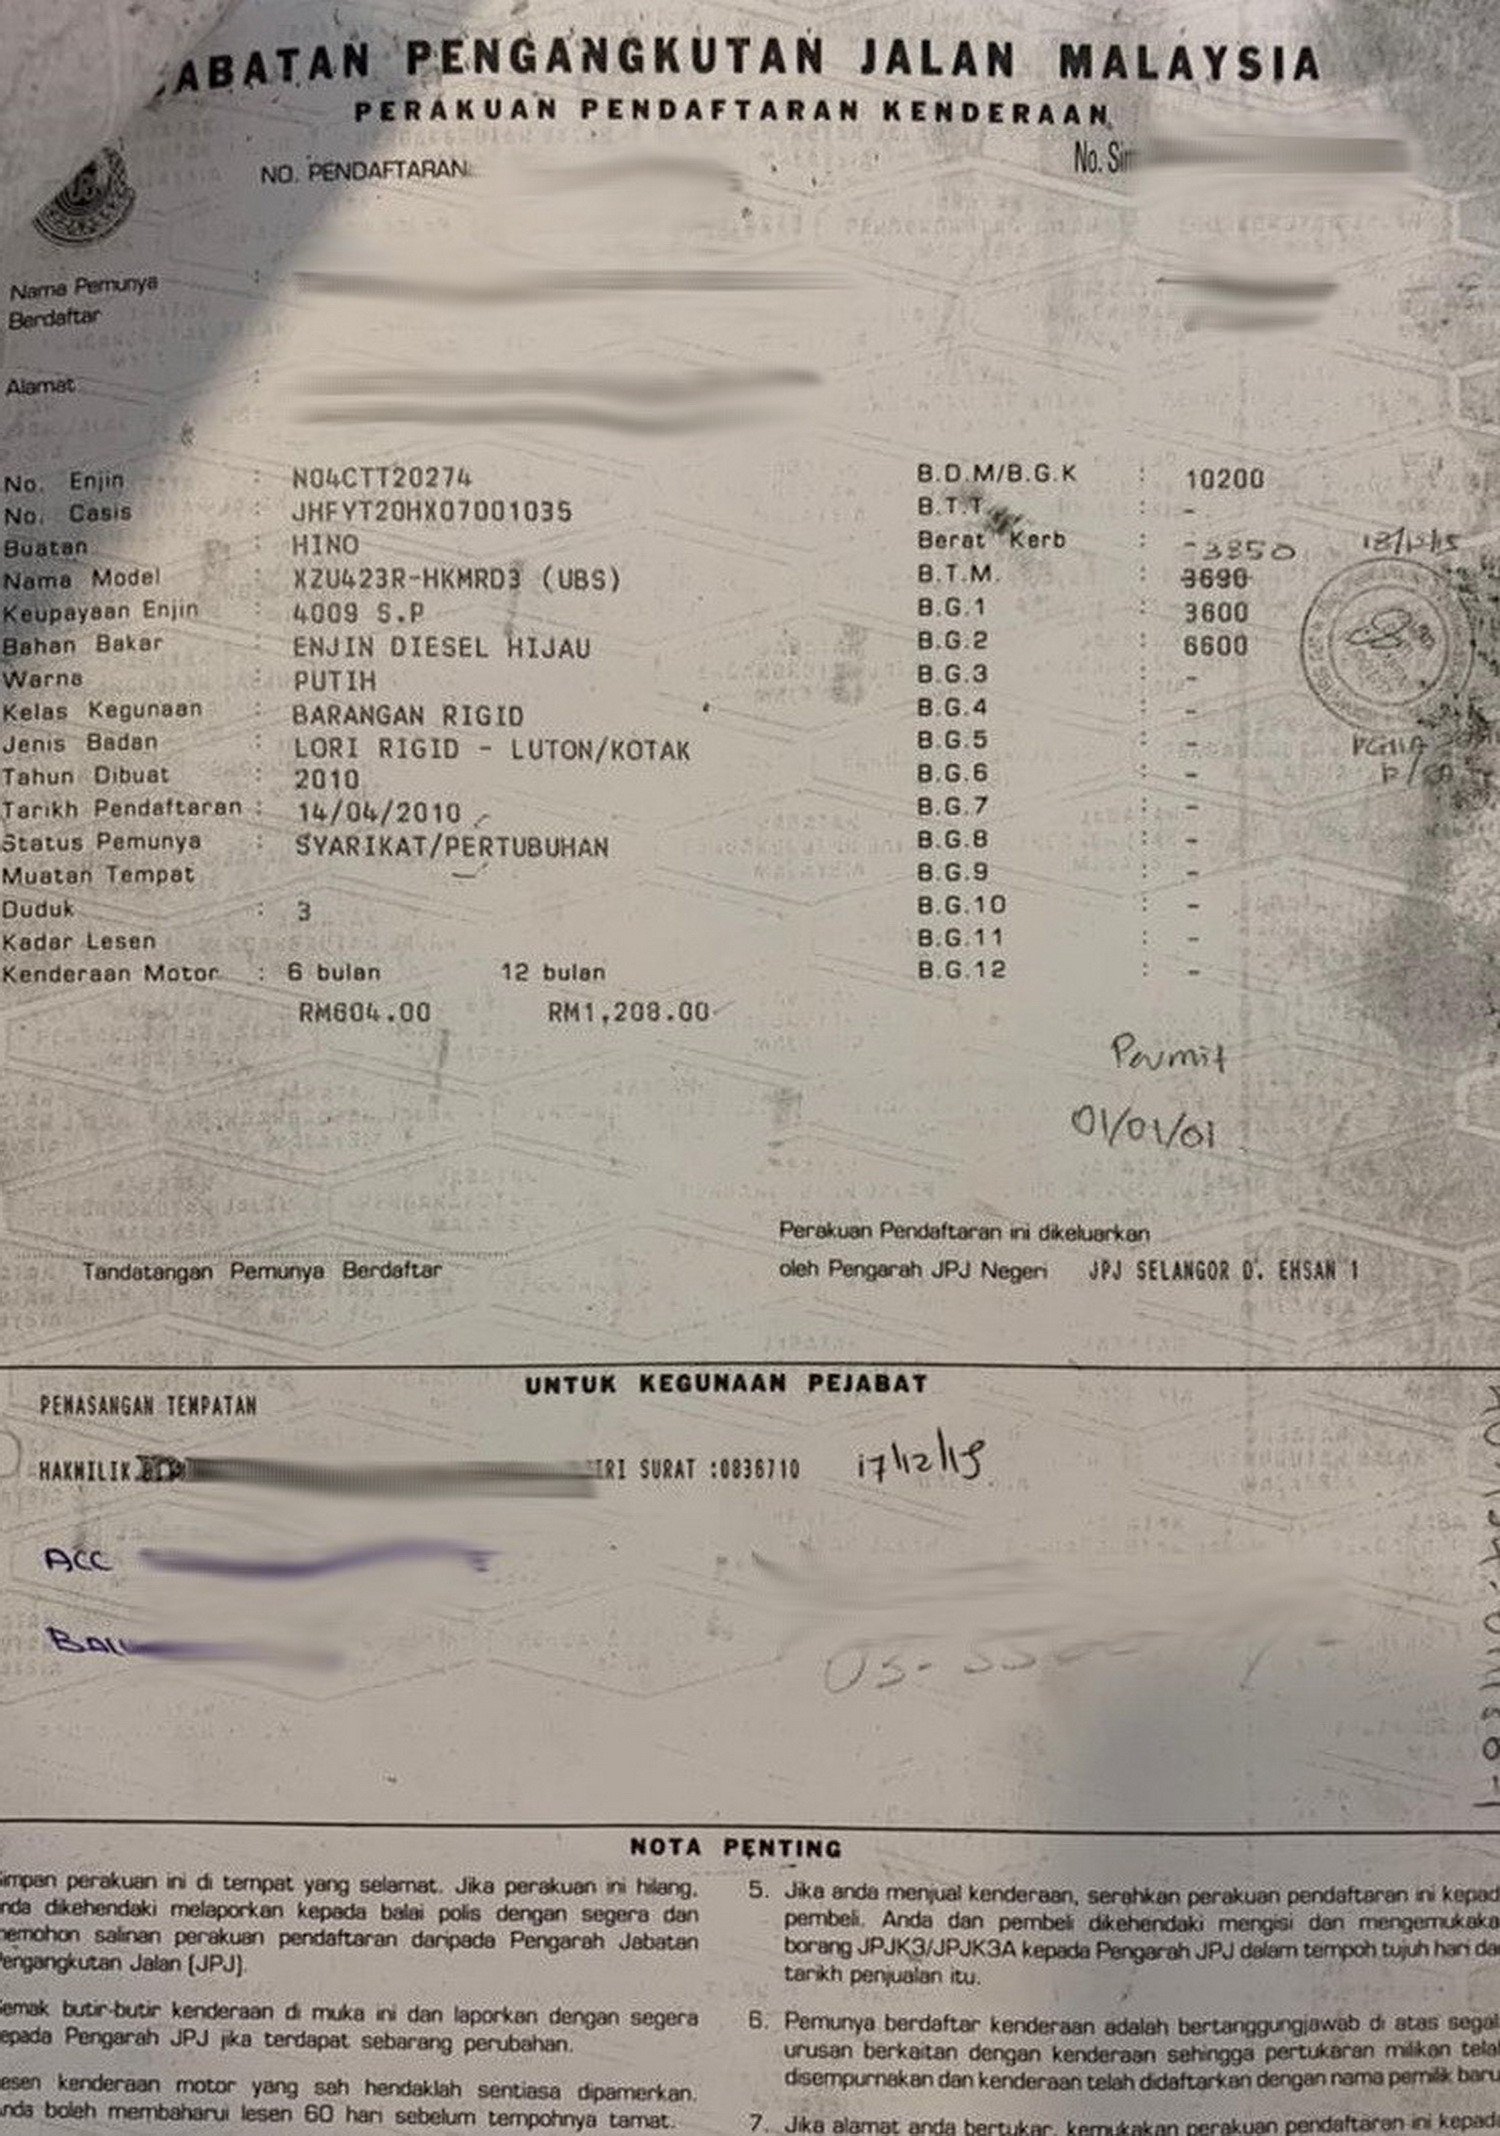 JABATAN PENGANGKUTAN JALAN MALAYSIA
PERAKUAN PENDAFTARAN KENDERAAN
NO. PENDAFTARAN:
No. Siri
Nama Pemunya
Berdaftar :
Alamat :
No. Enjin : N04CTT20274 B.D.M/B.G.K : 10200
No. Casis : JHFYT20HX07001035 B.T.T : -
Buatan : HINO Berat Kerb : - 3850 18/12/15
Nama Model : XZU423R-HKMRD3 (UBS) B.T.M. : 3690
Keupayaan Enjin : 4009 S.P B.G.1 : 3600
Bahan Bakar : ENJIN DIESEL HIJAU B.G.2 : 6600
Warna : PUTIH B.G.3 : -
Kelas Kegunaan : BARANGAN RIGID B.G.4 : -
Jenis Badan : LORI RIGID - LUTON/KOTAK B.G.5 : -
Tahun Dibuat : 2010 B.G.6 : -
Tarikh Pendaftaran : 14/04/2010 B.G.7 : -
Status Pemunya : SYARIKAT/PERTUBUHAN B.G.8 : -
Muatan Tempat B.G.9 : -
Duduk : 3 B.G.10 : -
Kadar Lesen B.G.11 : -
Kenderaan Motor : 6 bulan 12 bulan B.G.12 : -
RM604.00 RM1,208.00
Permit
01/01/01
Perakuan Pendaftaran ini dikeluarkan
Tandatangan Pemunya Berdaftar oleh Pengarah JPJ Negeri JPJ SELANGOR D. EHSAN 1
UNTUK KEGUNAAN PEJABAT
PEMASANGAN TEMPATAN
HAKMILIK SIRI SURAT :0836710 17/12/15
ACC
03-
NOTA PENTING
Simpan perakuan ini di tempat yang selamat. Jika perakuan ini hilang,
anda dikehendaki melaporkan kepada balai polis dengan segera dan
memohon salinan perakuan pendaftaran daripada Pengarah Jabatan
Pengangkutan Jalan (JPJ).
Semak butir-butir kenderaan di muka ini dan laporkan dengan segera
kepada Pengarah JPJ jika terdapat sebarang perubahan.
Lesen kenderaan motor yang sah hendaklah sentiasa dipamerkan.
Anda boleh membaharui lesen 60 hari sebelum tempohnya tamat.
5. Jika anda menjual kenderaan, serahkan perakuan pendaftaran ini kepad
pembeli. Anda dan pembeli dikehendaki mengisi dan mengemukaka
borang JPJK3/JPJK3A kepada Pengarah JPJ dalam tempoh tujuh hari da
tarikh penjualan itu.
6. Pemunya berdaftar kenderaan adalah bertanggungjawab di atas segal
urusan berkaitan dengan kenderaan sehingga pertukaran milikan tela
disempurnakan dan kenderaan telah didaftarkan dengan nama pemilik baru
7. Jika alamat anda bertukar, kemukakan perakuan pendaftaran ini kepad